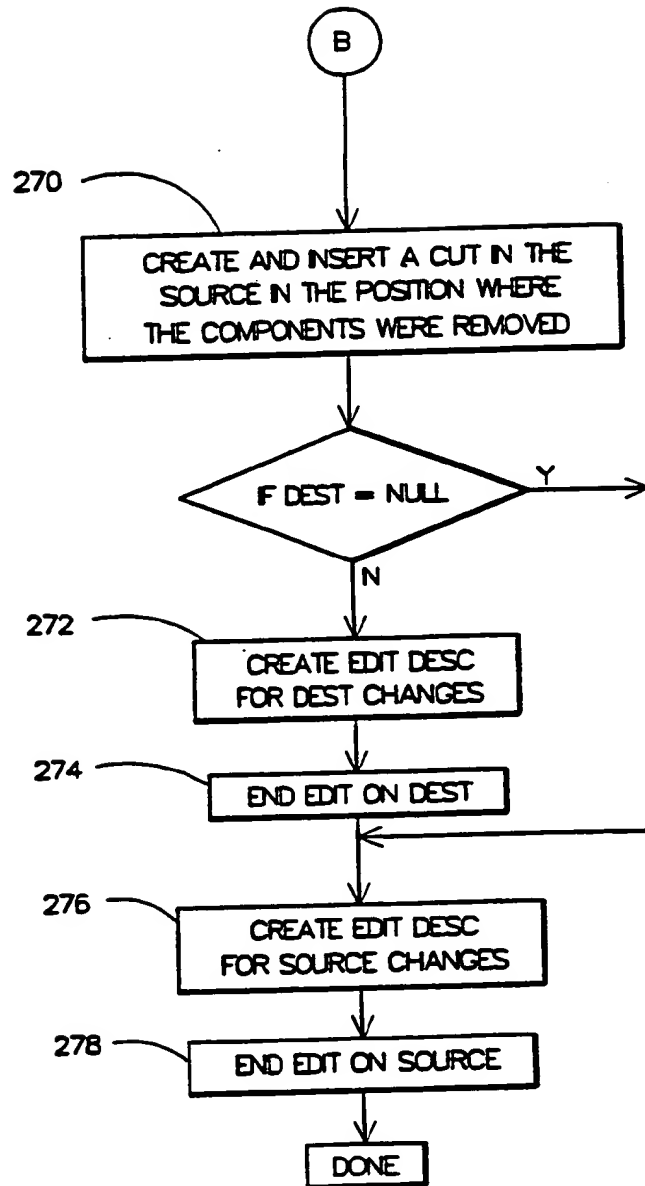 B
270
CREATE AND INSERT A CUT IN THE
SOURCE IN THE POSITION WHERE
THE COMPONENTS WERE REMOVED
IF DEST = NULL
Y
N
272
CREATE EDIT DESC
FOR DEST CHANGES
274
END EDIT ON DEST
276
CREATE EDIT DESC
FOR SOURCE CHANGES
278
END EDIT ON SOURCE
DONE